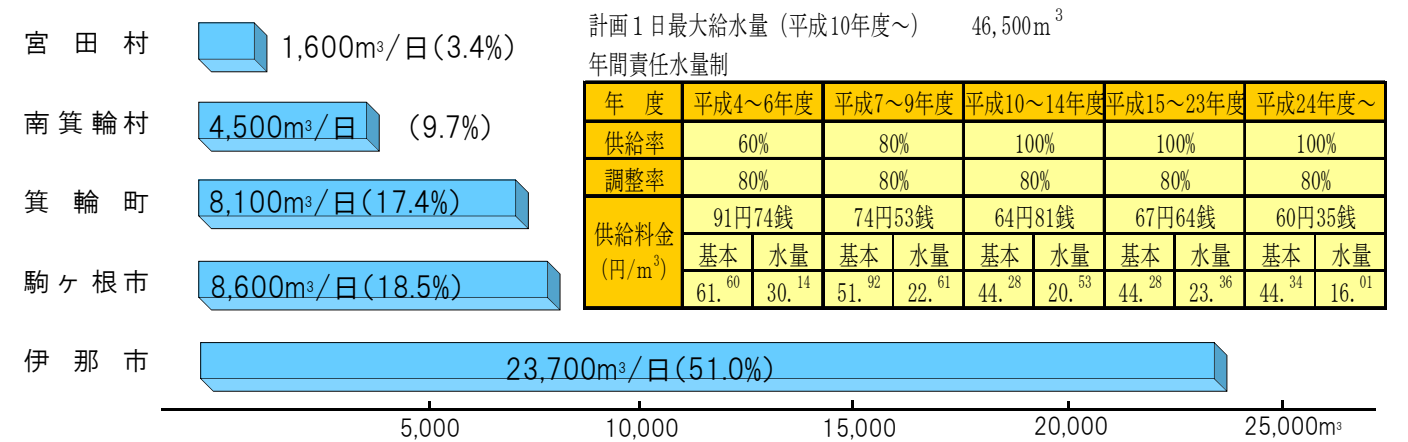 宮田村 1,600m³/日(3.4%)
南箕輪村 4,500m³/日 (9.7%)
箕輪町 8,100m³/日(17.4%)
駒ヶ根市 8,600m³/日(18.5%)
伊那市 23,700m³/日(51.0%)
5,000 10,000 15,000 20,000 25,000m³
計画1日最大給水量(平成10年度~) 46,500m³
年間責任水量制
年度 平成4~6年度 平成7~9年度 平成10~14年度 平成15~23年度 平成24年度~
供給率 60% 80% 100% 100% 100%
調整率 80% 80% 80% 80% 80%
供給料金 (円/m³) 91円74銭 74円53銭 64円81銭 67円64銭 60円35銭
基本 水量 基本 水量 基本 水量 基本 水量 基本 水量
61.60 30.14 51.92 22.61 44.28 20.53 44.28 23.36 44.34 16.01